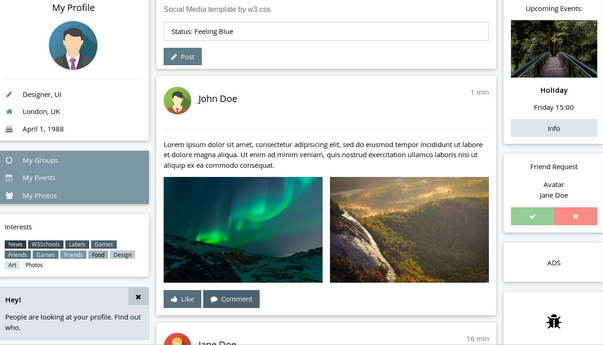 My Profile
Designer, UI
London, UK
April 1, 1988
My Groups
My Events
My Photos
Interests
News W3Schools Labels Games
Friends Games Friends Food Design
Art Photos
Hey!
People are looking at your profile. Find out
who.
Social Media template by w3.css
Status: Feeling Blue
Post
John Doe
1 min
Lorem ipsum dolor sit amet, consectetur adipisicing elit, sed do eiusmod tempor incididunt ut labore
et dolore magna aliqua. Ut enim ad minim veniam, quis nostrud exercitation ullamco laboris nisi ut
aliquip ex ea commodo consequat.
Like
Comment
Jane Doe
16 min
Upcoming Events:
Holiday
Friday 15:00
Info
Friend Request
Avatar
Jane Doe
ADS